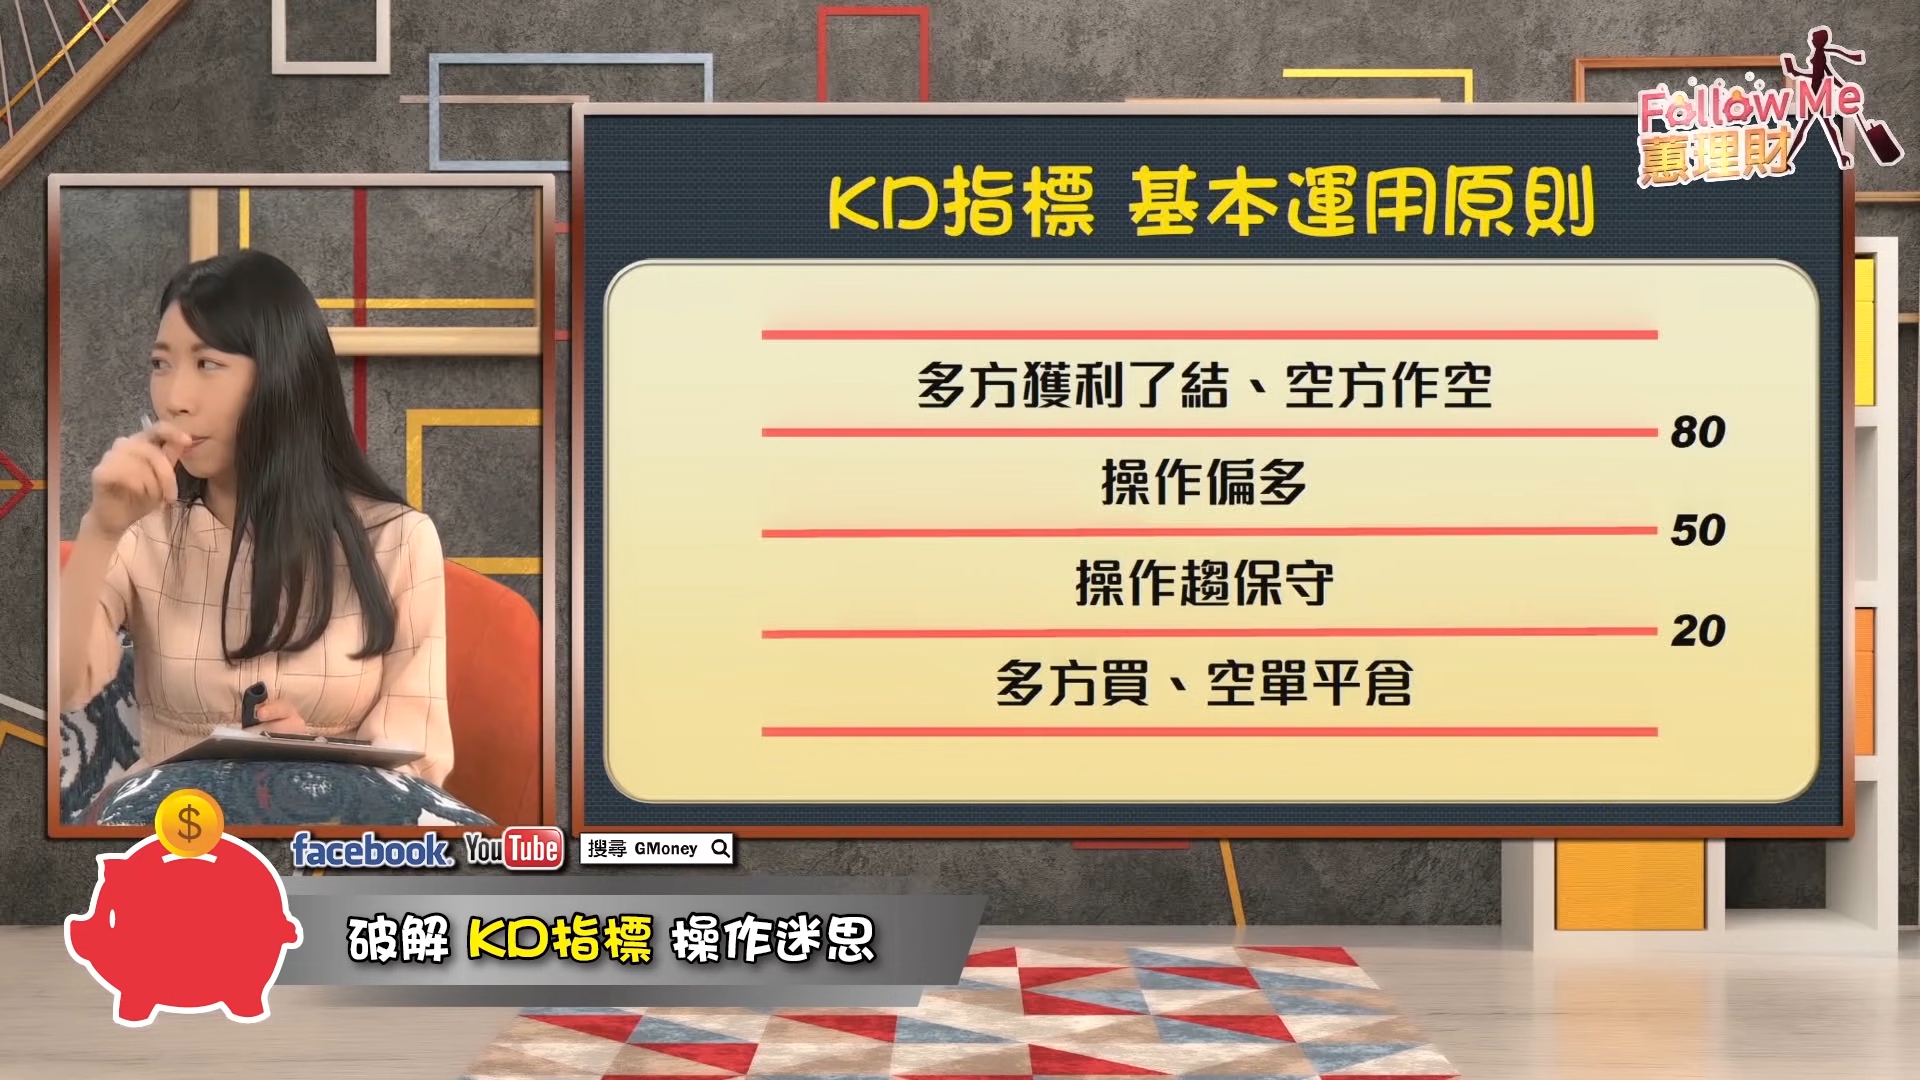 FollowMe
蕙理財
KD指標 基本運用原則
多方獲利了結、空方作空
80
操作偏多
50
操作趨保守
20
多方買、空單平倉
facebook. YouTube 搜尋 GMoney
$
破解 KD指標 操作迷思